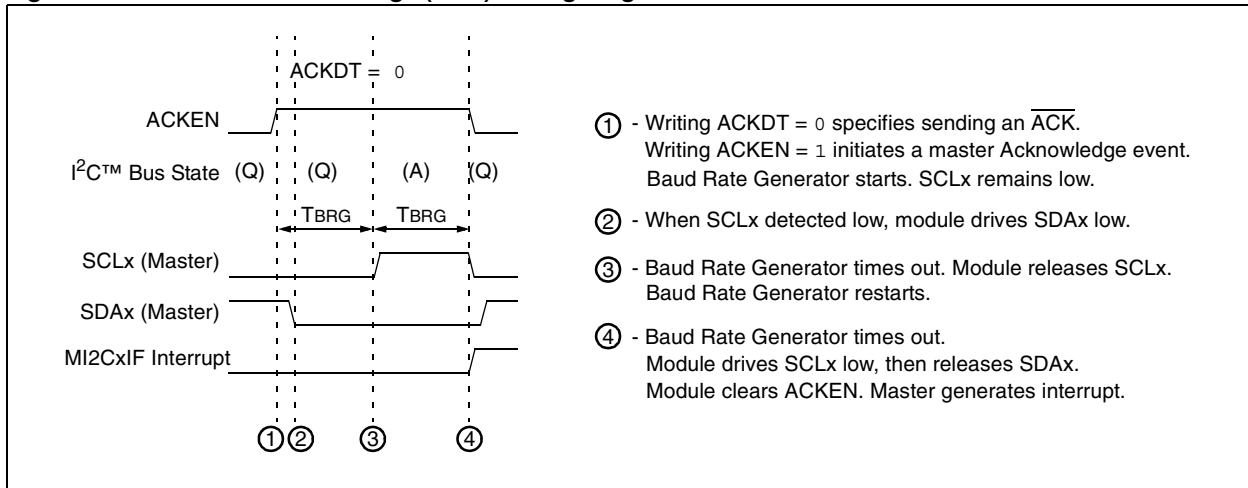 ACKDT = 0
ACKEN
I²C™ Bus State (Q) (Q) (A) (Q)
TBRG TBRG
SCLx (Master)
SDAx (Master)
MI2CxIF Interrupt
1 2 3 4
① - Writing ACKDT = 0 specifies sending an ACK.
Writing ACKEN = 1 initiates a master Acknowledge event.
Baud Rate Generator starts. SCLx remains low.
② - When SCLx detected low, module drives SDAx low.
③ - Baud Rate Generator times out. Module releases SCLx.
Baud Rate Generator restarts.
④ - Baud Rate Generator times out.
Module drives SCLx low, then releases SDAx.
Module clears ACKEN. Master generates interrupt.